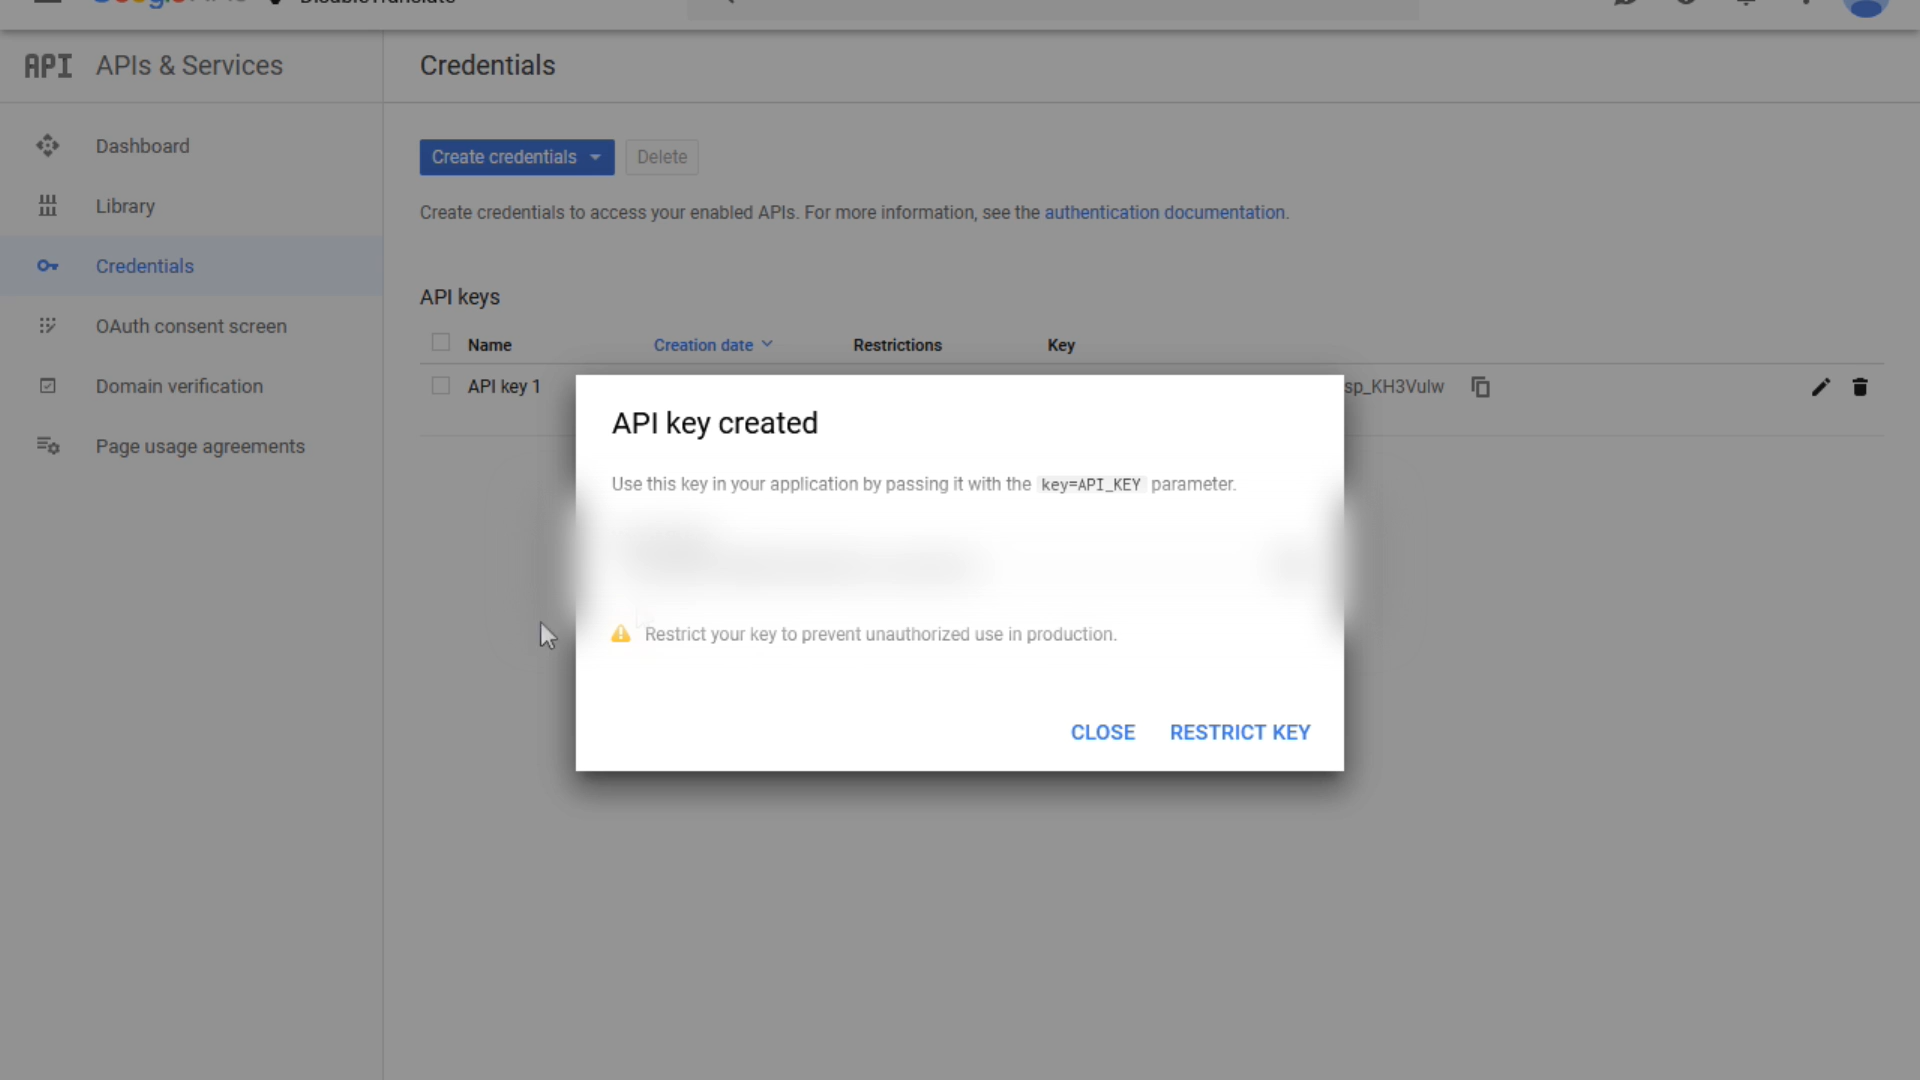 API APIs & Services
Credentials
Dashboard
Library
Credentials
OAuth consent screen
Domain verification
Page usage agreements
Create credentials
Delete
Create credentials to access your enabled APIs. For more information, see the authentication documentation.
API keys
Name Creation date Restrictions Key
API key 1 sp_KH3Vulw
API key created
Use this key in your application by passing it with the key=API_KEY parameter.
Restrict your key to prevent unauthorized use in production.
CLOSE RESTRICT KEY